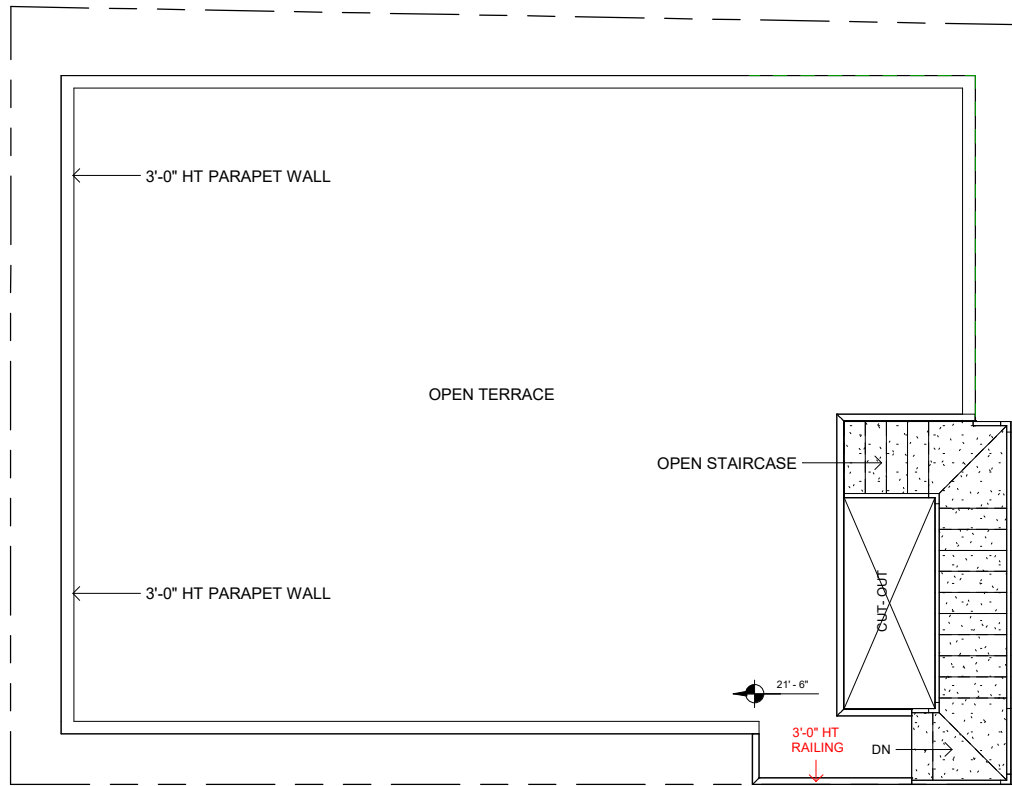 3'-0" HT PARAPET WALL
OPEN TERRACE
OPEN STAIRCASE
CUT- OUT
3'-0" HT PARAPET WALL
21' - 6"
3'-0" HT
RAILING
DN